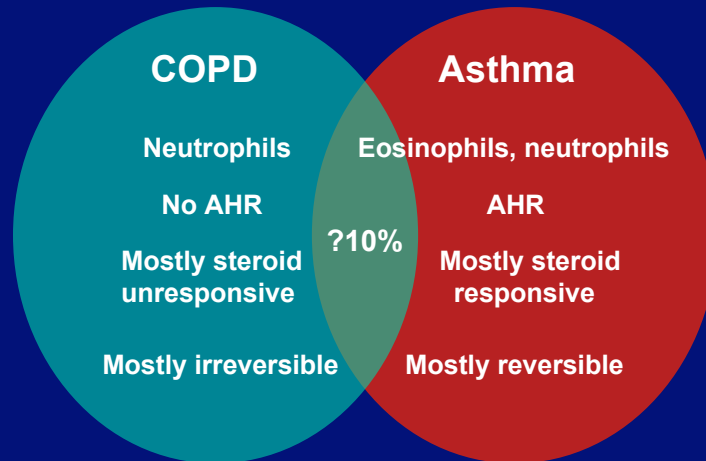 COPD
Asthma
Neutrophils
Eosinophils, neutrophils
No AHR
AHR
?10%
Mostly steroid
unresponsive
Mostly steroid
responsive
Mostly irreversible
Mostly reversible